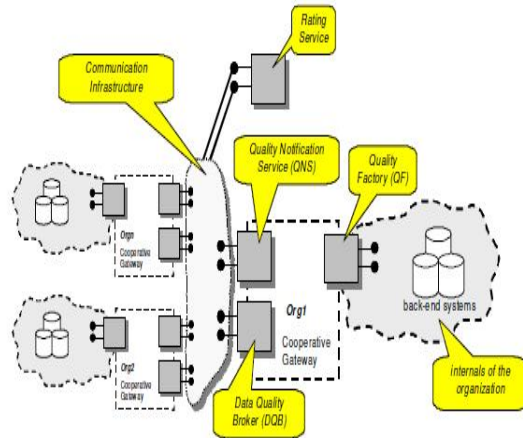 Rating
Service
Communication
Infrastructure
Quality Notification
Service (QNS)
Quality
Factory (QF)
Orgn
Cooperative
Gateway
Org1
Cooperative
Gateway
back-end systems
Org2
Cooperative
Gateway
internals of the
organization
Data Quality
Broker (DQB)